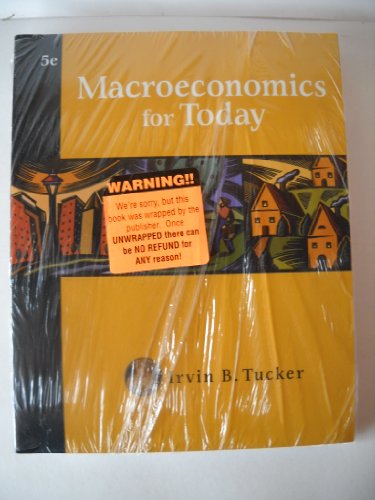 5e
Macroeconomics
for Today
WARNING!!
We're sorry, but this
book was wrapped by the
publisher. Once
UNWRAPPED there can
be NO REFUND for
ANY reason!
Irvin B. Tucker